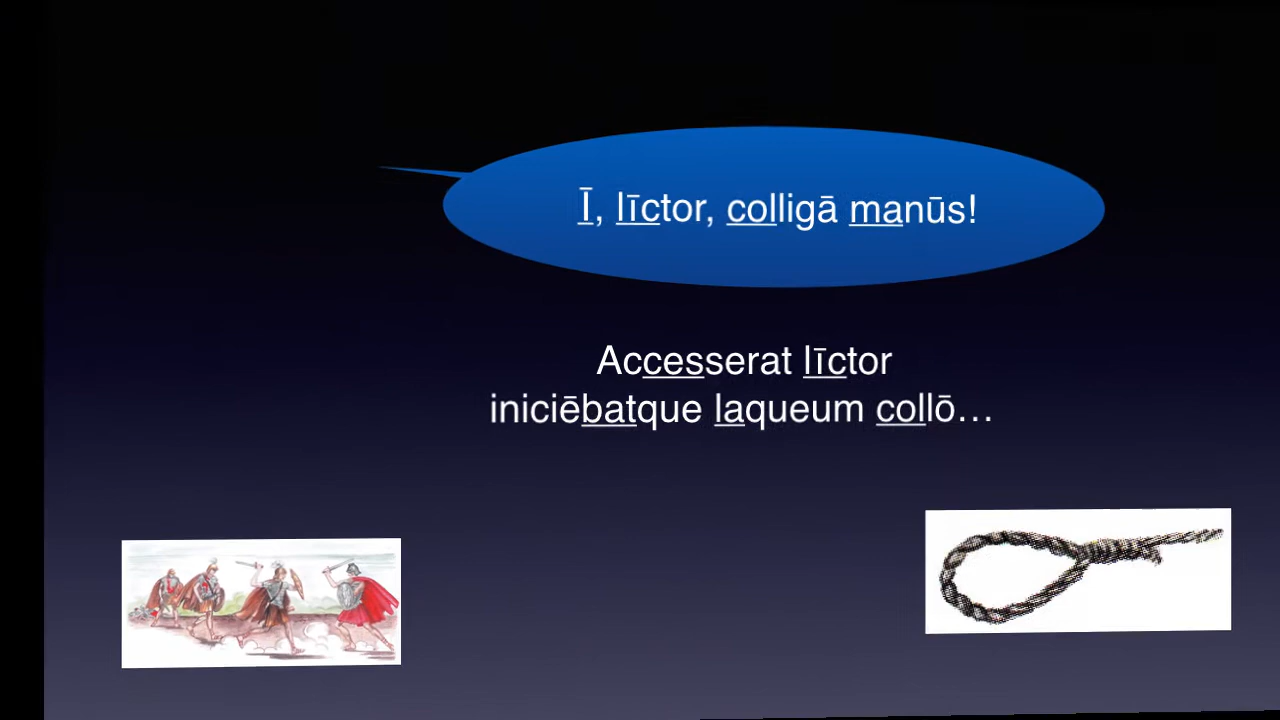 Ī, līctor, colligā manūs!
Accesserat līctor
iniciēbatque laqueum collō…